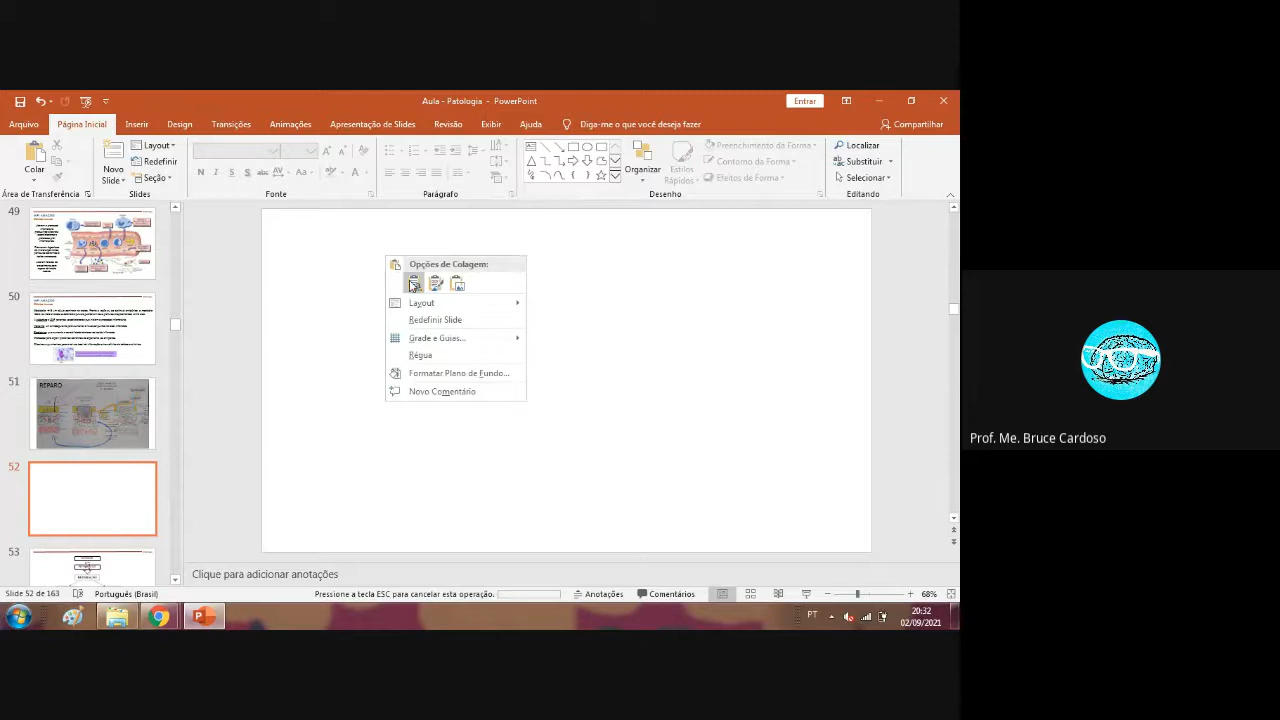 Aula - Patologia - PowerPoint
Entrar
Arquivo
Página Inicial
Inserir
Design
Transições
Animações
Apresentação de Slides
Revisão
Exibir
Ajuda
Diga-me o que você deseja fazer
Compartilhar
Colar
Novo
Slide
Layout
Redefinir
Seção
N I S S abc AV Aa A
Organizar
Estilos
Rápidos
Preenchimento da Forma
Contorno da Forma
Efeitos de Forma
Localizar
Substituir
Selecionar
Área de Transferência
Slides
Fonte
Parágrafo
Desenho
Editando
49
50
51
REPARO
52
53
Opções de Colagem:
Layout
Redefinir Slide
Grade e Guias...
Régua
Formatar Plano de Fundo...
Novo Comentário
Clique para adicionar anotações
Slide 52 de 163
Português (Brasil)
Pressione a tecla ESC para cancelar esta operação.
Anotações
Comentários
68%
PT
20:32
02/09/2021
Prof. Me. Bruce Cardoso